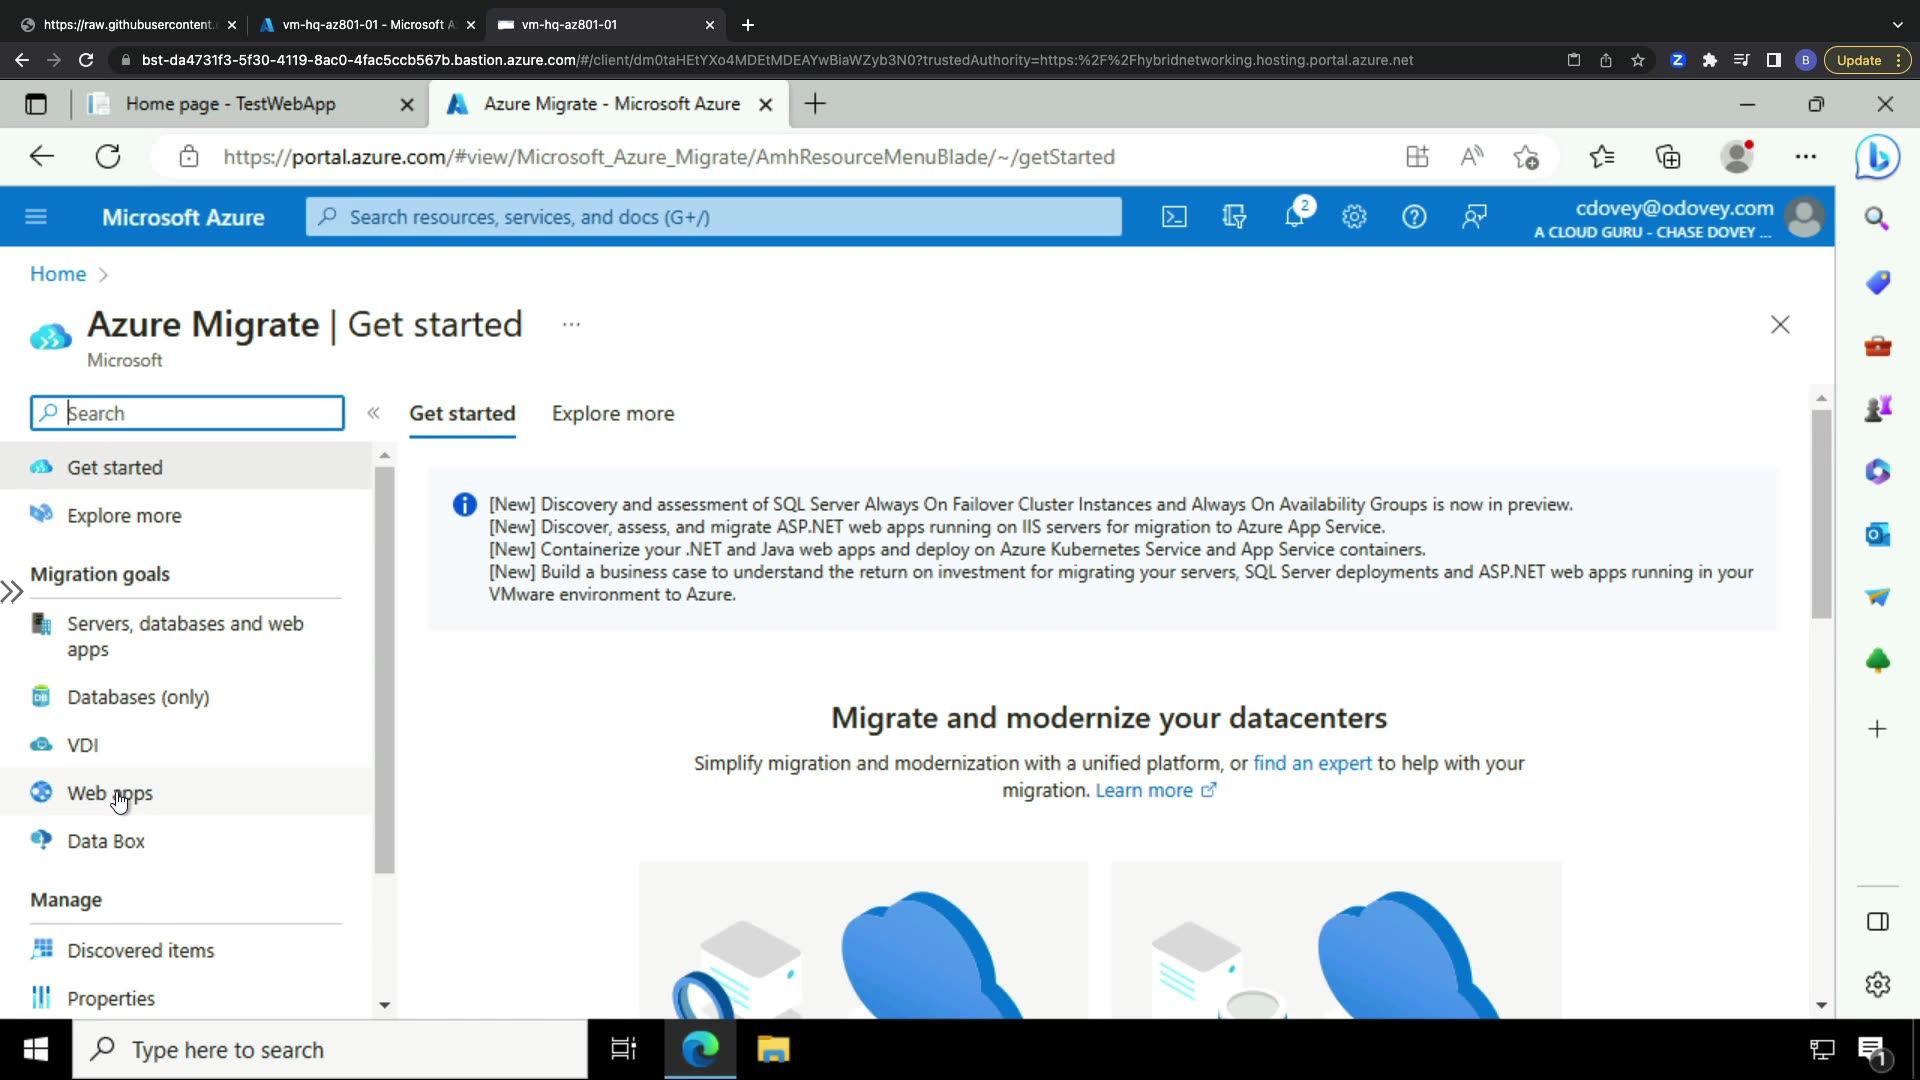 https://raw.githubusercontent.
vm-hq-az801-01 - Microsoft A
vm-hq-az801-01
bst-da4731f3-5f30-4119-8ac0-4fac5ccb567b.bastion.azure.com/#/client/dm0taHEtYXo4MDEtMDEAYwBiaWZyb3N0?trustedAuthority=https:%2F%2Fhybridnetworking.hosting.portal.azure.net
B
Update
Home page - TestWebApp
Azure Migrate - Microsoft Azure
https://portal.azure.com/#view/Microsoft_Azure_Migrate/AmhResourceMenuBlade/~/getStarted
Microsoft Azure
Search resources, services, and docs (G+/)
2
cdovey@odovey.com
A CLOUD GURU - CHASE DOVEY ...
Home
Azure Migrate | Get started
Microsoft
Search
Get started
Explore more
Get started
Explore more
Migration goals
Servers, databases and web
apps
Databases (only)
VDI
Web apps
Data Box
Manage
Discovered items
Properties
[New] Discovery and assessment of SQL Server Always On Failover Cluster Instances and Always On Availability Groups is now in preview.
[New] Discover, assess, and migrate ASP.NET web apps running on IIS servers for migration to Azure App Service.
[New] Containerize your .NET and Java web apps and deploy on Azure Kubernetes Service and App Service containers.
[New] Build a business case to understand the return on investment for migrating your servers, SQL Server deployments and ASP.NET web apps running in your
VMware environment to Azure.
Migrate and modernize your datacenters
Simplify migration and modernization with a unified platform, or find an expert to help with your
migration. Learn more
Type here to search
1